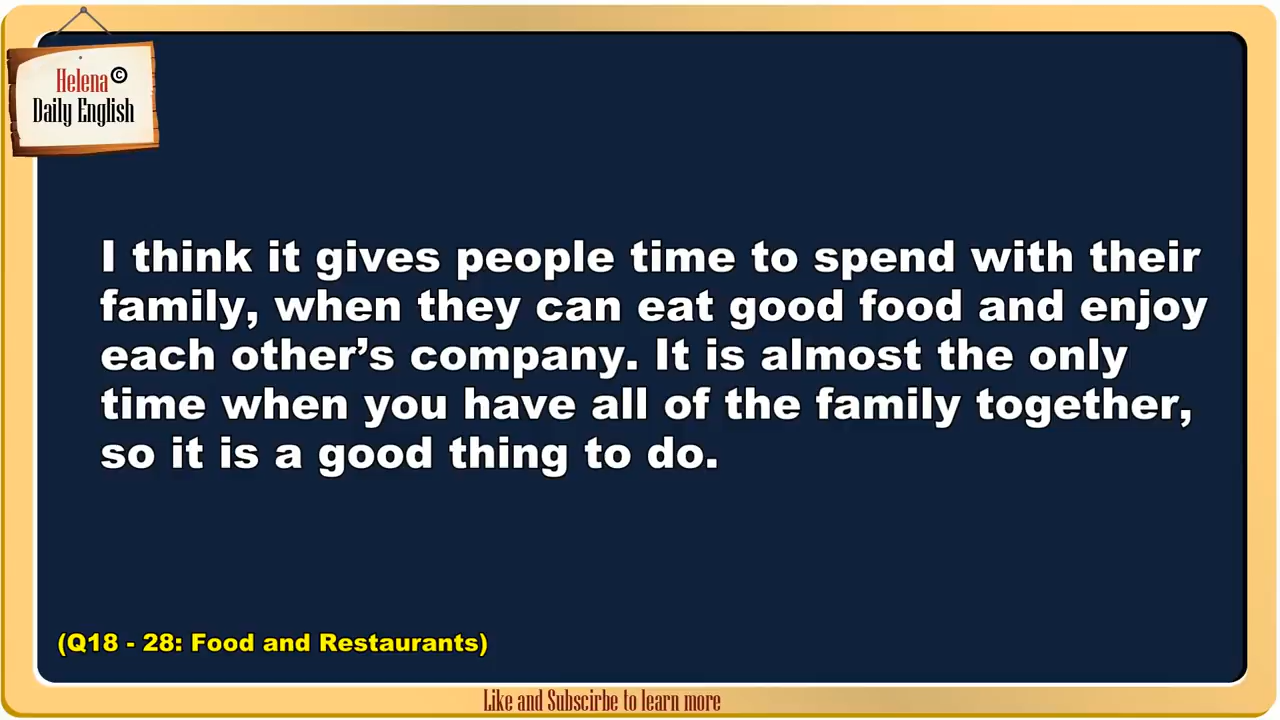 Helena©
Daily English
I think it gives people time to spend with their
family, when they can eat good food and enjoy
each other’s company. It is almost the only
time when you have all of the family together,
so it is a good thing to do.
(Q18 - 28: Food and Restaurants)
Like and Subscirbe to learn more